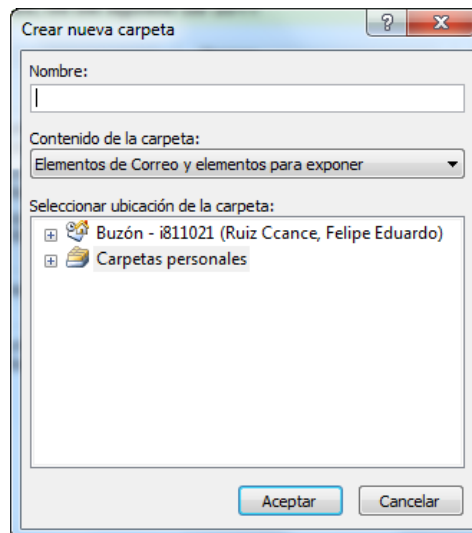 Crear nueva carpeta
Nombre:
Contenido de la carpeta:
Elementos de Correo y elementos para exponer
Seleccionar ubicación de la carpeta:
Buzón - i811021 (Ruiz Ccance, Felipe Eduardo)
Carpetas personales
Aceptar Cancelar